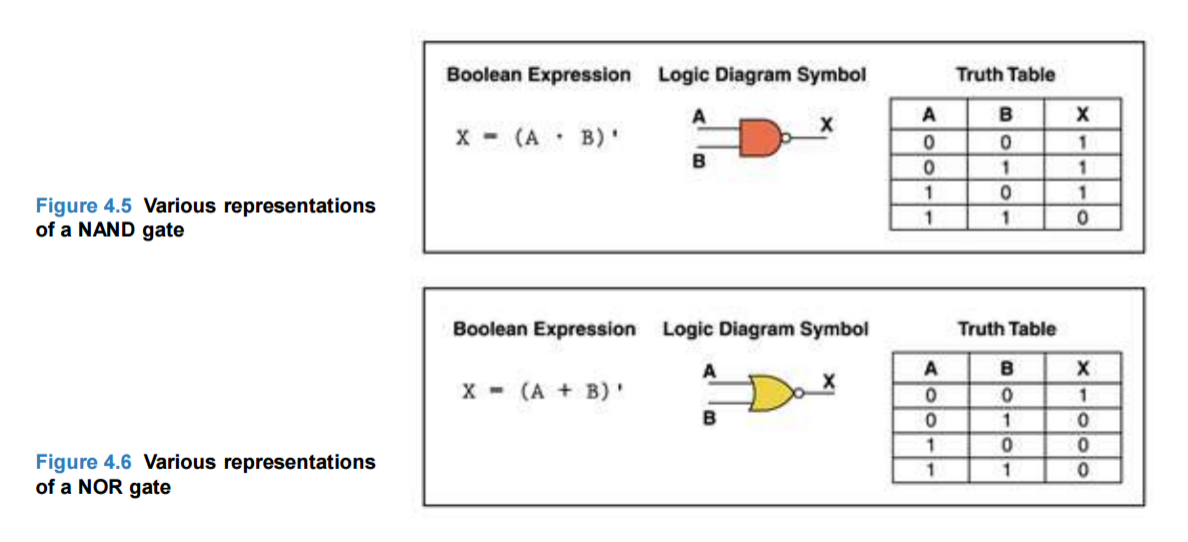 Boolean Expression Logic Diagram Symbol Truth Table
X = (A · B)'
A
B
X
A B X
0 0 1
0 1 1
1 0 1
1 1 0
Figure 4.5 Various representations
of a NAND gate
Boolean Expression Logic Diagram Symbol Truth Table
X = (A + B)'
A
B
X
A B X
0 0 1
0 1 0
1 0 0
1 1 0
Figure 4.6 Various representations
of a NOR gate